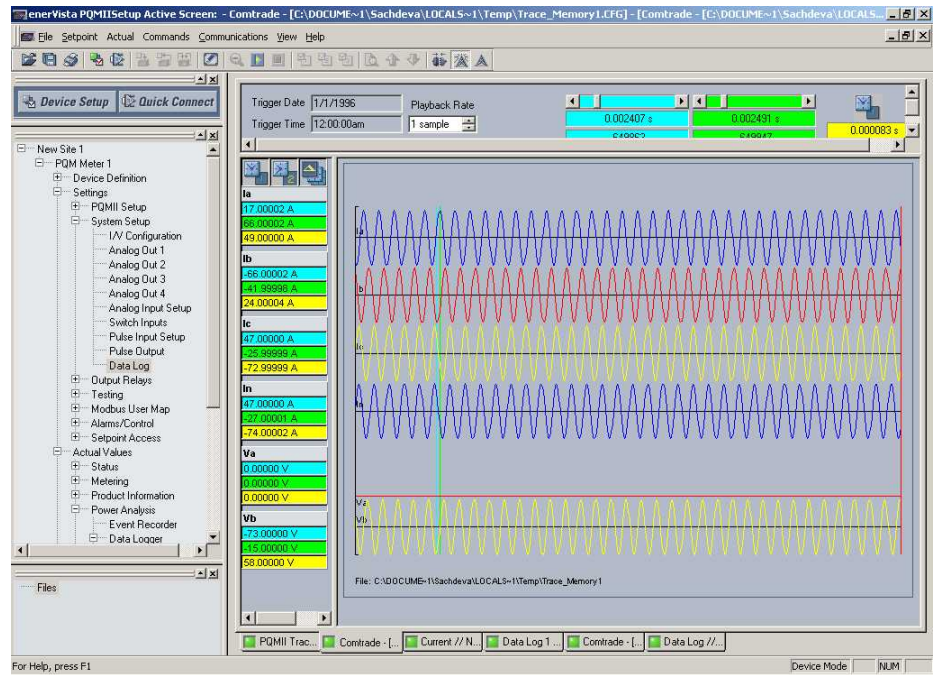 enerVista PQMIISetup Active Screen: - Comtrade - [C:\DOCUME~1\Sachdeva\LOCALS~1\Temp\Trace_Memory1.CFG] - [Comtrade - [C:\DOCUME~1\Sachdeva\LOCALS...
File Setpoint Actual Commands Communications View Help
Device Setup Quick Connect
New Site 1
PQM Meter 1
Device Definition
Settings
PQMII Setup
System Setup
I/V Configuration
Analog Out 1
Analog Out 2
Analog Out 3
Analog Out 4
Analog Input Setup
Switch Inputs
Pulse Input Setup
Pulse Output
Data Log
Output Relays
Testing
Modbus User Map
Alarms/Control
Setpoint Access
Actual Values
Status
Metering
Product Information
Power Analysis
Event Recorder
Data Logger
Files
Trigger Date 1/1/1996 Playback Rate
Trigger Time 12:00:00am 1 sample
0.002407 s 0.002491 s 0.000083 s
Ia
17.00002 A
66.00002 A
49.00000 A
Ib
-66.00002 A
-41.99998 A
24.00004 A
Ic
47.00000 A
-25.99999 A
-72.99999 A
In
47.00000 A
-27.00001 A
-74.00002 A
Va
0.00000 V
0.00000 V
0.00000 V
Vb
-73.00000 V
-15.00000 V
58.00000 V
Ia
Ib
Ic
In
Va
Vb
File: C:\DOCUME~1\Sachdeva\LOCALS~1\Temp\Trace_Memory1
PQMII Trac... Comtrade - [... Current // N... Data Log 1 ... Comtrade - [... Data Log //...
For Help, press F1 Device Mode NUM